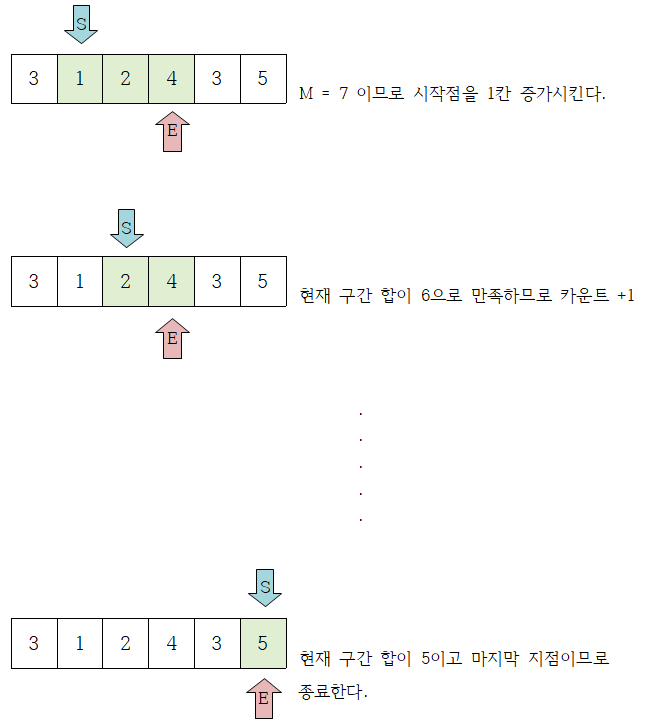 S
3 1 2 4 3 5
M = 7 이므로 시작점을 1칸 증가시킨다.
E
S
3 1 2 4 3 5
현재 구간 합이 6으로 만족하므로 카운트 +1
E
.
.
.
.
.
S
3 1 2 4 3 5
현재 구간 합이 5이고 마지막 지점이므로
종료한다.
E